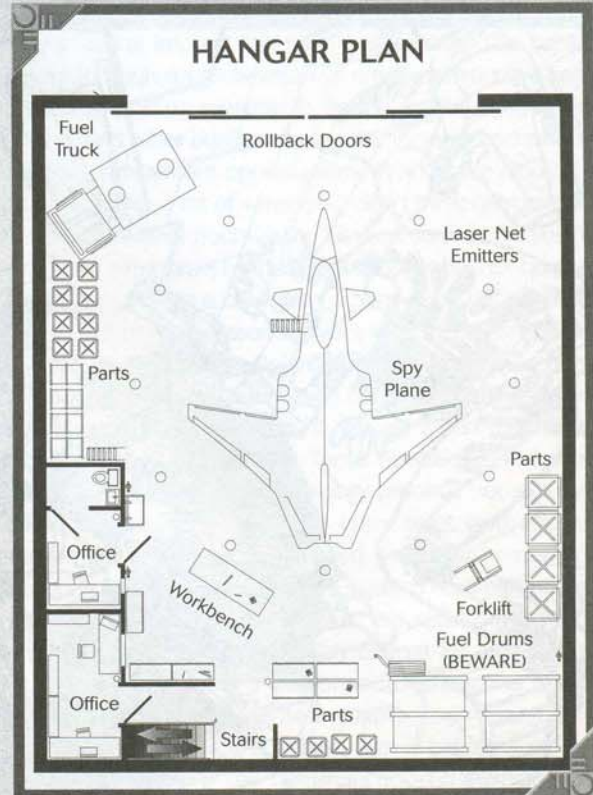 HANGAR PLAN
Fuel
Truck
Rollback Doors
Laser Net
Emitters
Parts
Spy
Plane
Parts
Office
Workbench
Forklift
Fuel Drums
(BEWARE)
Office
Stairs
Parts